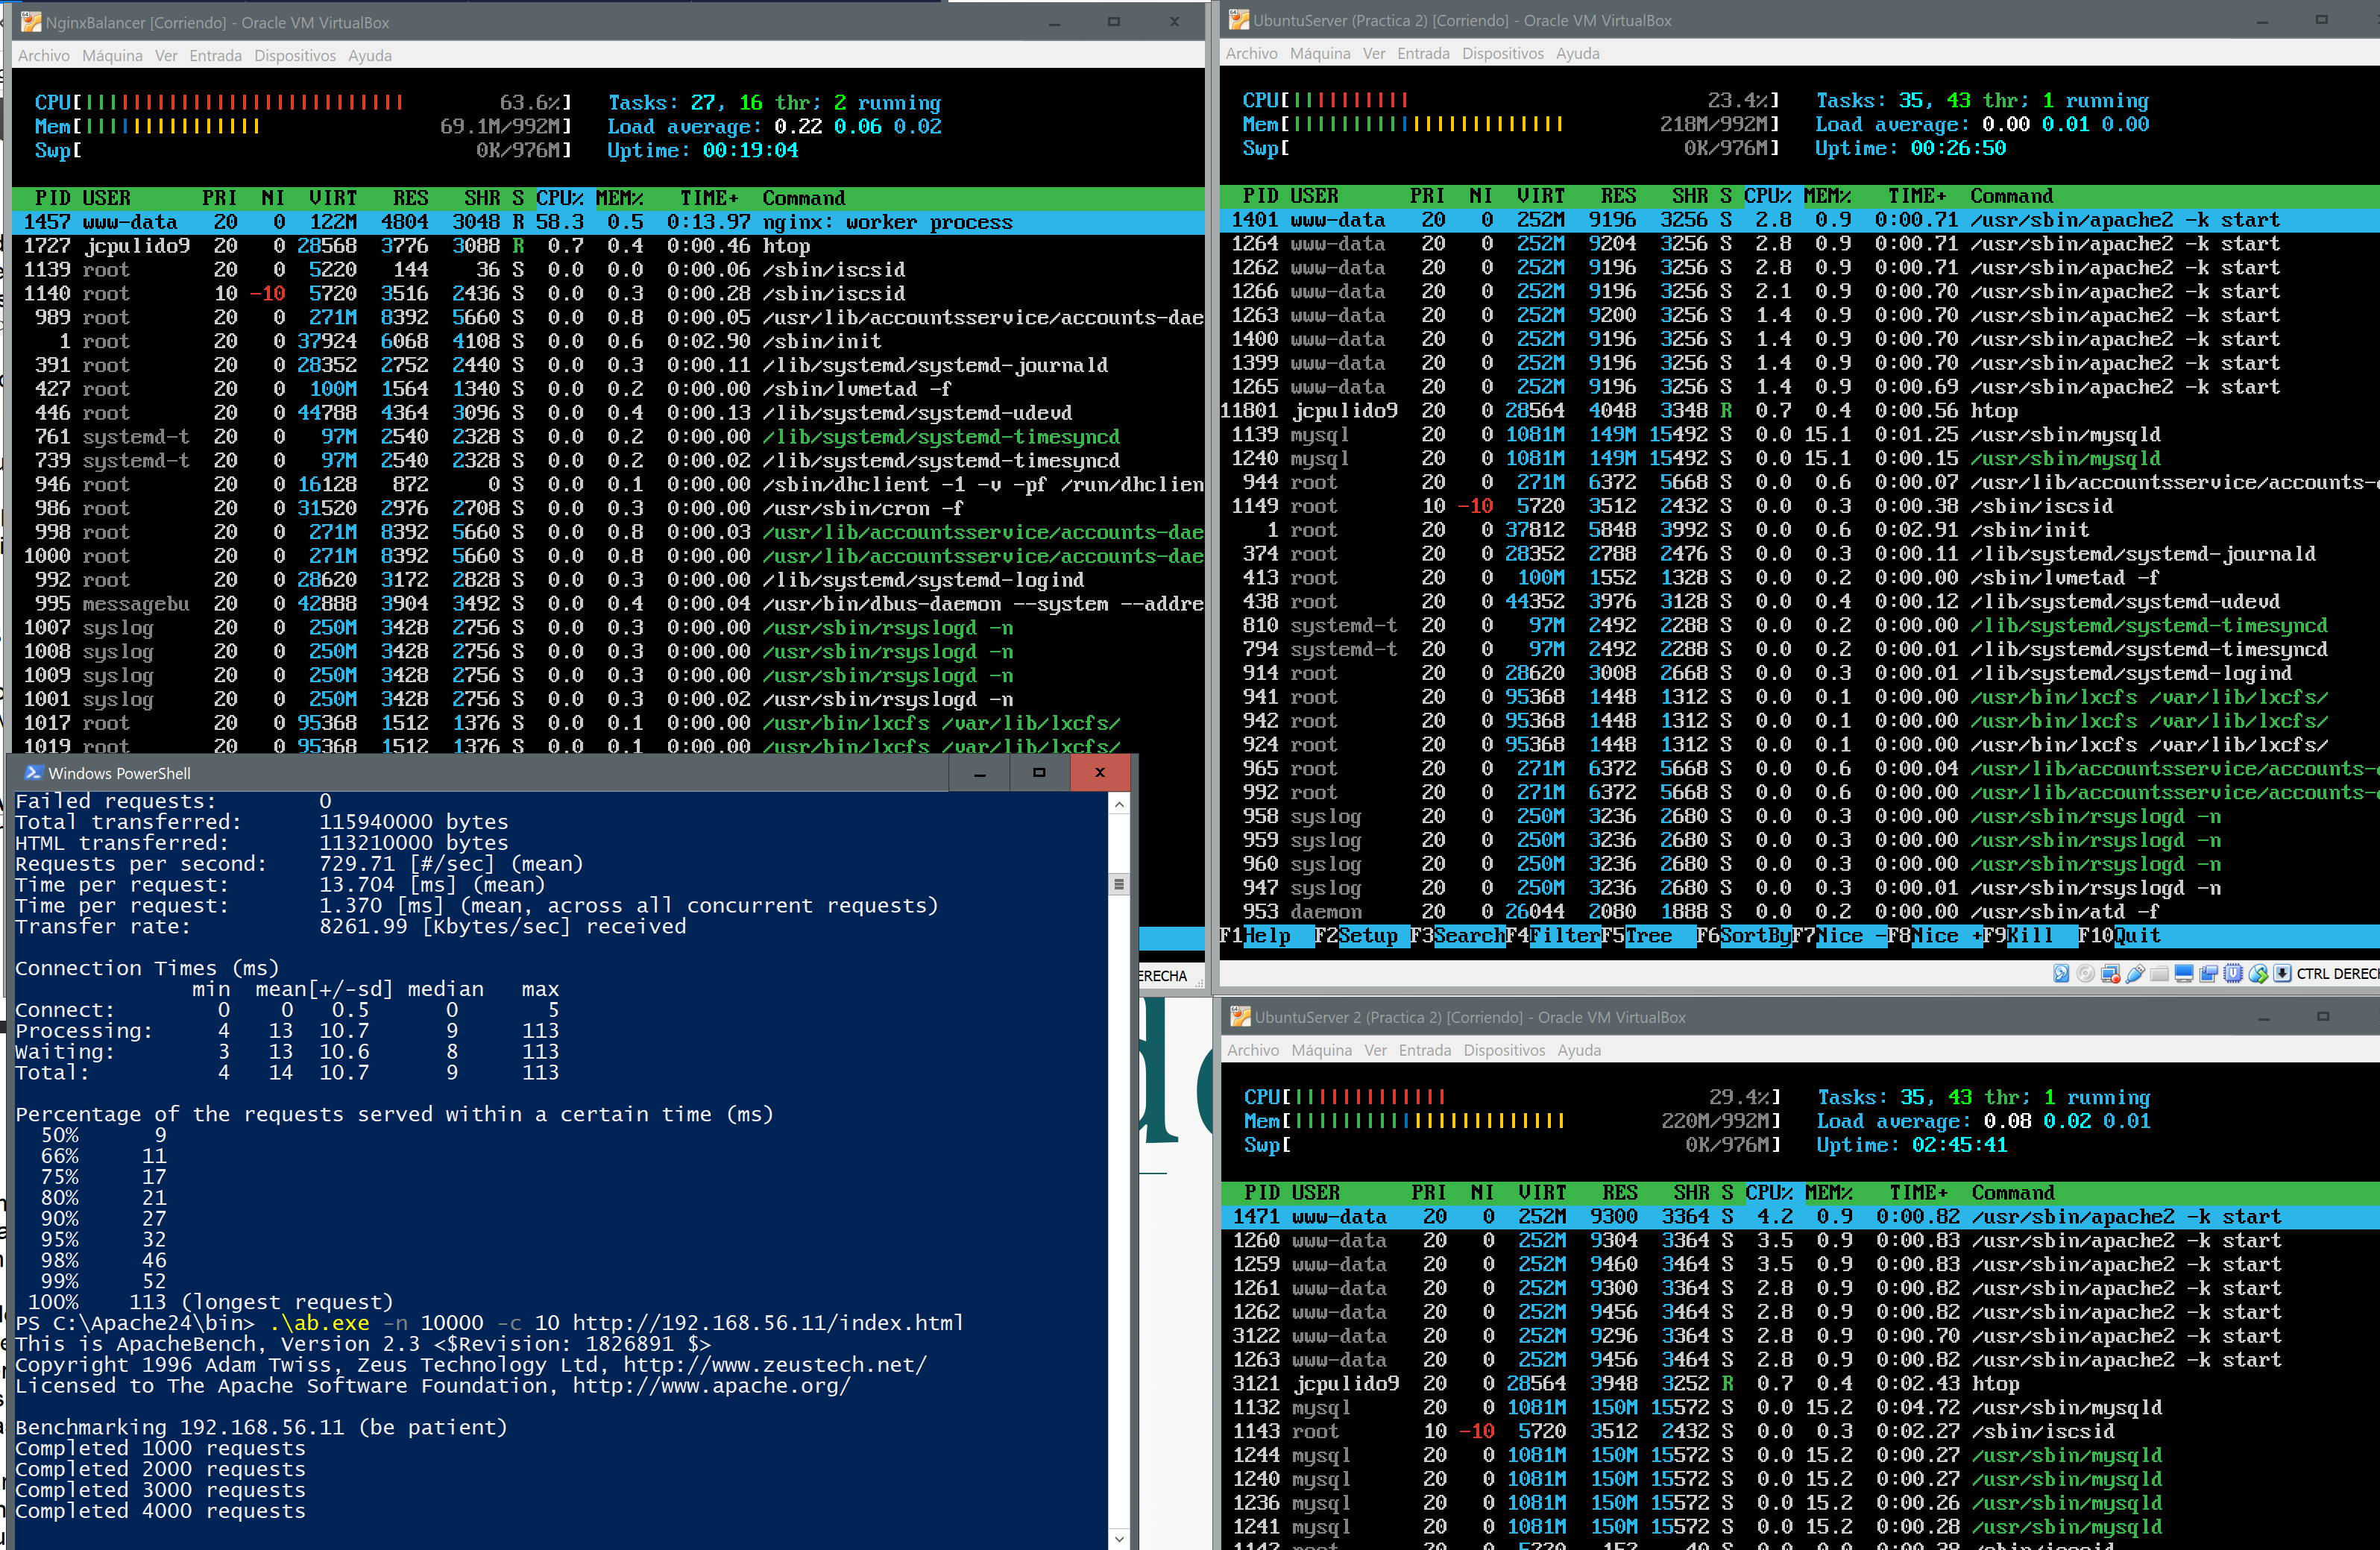 NginxBalancer [Corriendo] - Oracle VM VirtualBox
Archivo Máquina Ver Entrada Dispositivos Ayuda
CPU[ 63.6%] Tasks: 27, 16 thr; 2 running
Mem[ 69.1M/992M] Load average: 0.22 0.06 0.02
Swp[ 0K/976M] Uptime: 00:19:04
PID USER PRI NI VIRT RES SHR S CPU% MEM% TIME+ Command
1457 www-data 20 0 122M 4804 3048 R 58.3 0.5 0:13.97 nginx: worker process
1727 jcpulido9 20 0 28568 3776 3088 R 0.7 0.4 0:00.46 htop
1139 root 20 0 5220 144 36 S 0.0 0.0 0:00.06 /sbin/iscsid
1140 root 10 -10 5720 3516 2436 S 0.0 0.3 0:00.28 /sbin/iscsid
989 root 20 0 271M 8392 5660 S 0.0 0.8 0:00.05 /usr/lib/accountsservice/accounts-dae
1 root 20 0 37924 6068 4108 S 0.0 0.6 0:02.90 /sbin/init
391 root 20 0 28352 2752 2440 S 0.0 0.3 0:00.11 /lib/systemd/systemd-journald
427 root 20 0 100M 1564 1340 S 0.0 0.2 0:00.00 /sbin/lvmetad -f
446 root 20 0 44788 4364 3096 S 0.0 0.4 0:00.13 /lib/systemd/systemd-udevd
761 systemd-t 20 0 97M 2540 2328 S 0.0 0.2 0:00.00 /lib/systemd/systemd-timesyncd
739 systemd-t 20 0 97M 2540 2328 S 0.0 0.2 0:00.02 /lib/systemd/systemd-timesyncd
946 root 20 0 16128 872 0 S 0.0 0.1 0:00.00 /sbin/dhclient -1 -v -pf /run/dhclien
986 root 20 0 31520 2976 2708 S 0.0 0.3 0:00.00 /usr/sbin/cron -f
998 root 20 0 271M 8392 5660 S 0.0 0.8 0:00.03 /usr/lib/accountsservice/accounts-dae
1000 root 20 0 271M 8392 5660 S 0.0 0.8 0:00.00 /usr/lib/accountsservice/accounts-dae
992 root 20 0 28620 3172 2828 S 0.0 0.3 0:00.00 /lib/systemd/systemd-logind
995 messagebu 20 0 42888 3904 3492 S 0.0 0.4 0:00.04 /usr/bin/dbus-daemon --system --addre
1007 syslog 20 0 250M 3428 2756 S 0.0 0.3 0:00.00 /usr/sbin/rsyslogd -n
1008 syslog 20 0 250M 3428 2756 S 0.0 0.3 0:00.00 /usr/sbin/rsyslogd -n
1009 syslog 20 0 250M 3428 2756 S 0.0 0.3 0:00.00 /usr/sbin/rsyslogd -n
1001 syslog 20 0 250M 3428 2756 S 0.0 0.3 0:00.02 /usr/sbin/rsyslogd -n
1017 root 20 0 95368 1512 1376 S 0.0 0.1 0:00.00 /usr/bin/lxcfs /var/lib/lxcfs/
1019 root 20 0 95368 1512 1376 S 0.0 0.1 0:00.00 /usr/bin/lxcfs /var/lib/lxcfs/
ERECHA
Windows PowerShell
Failed requests: 0
Total transferred: 115940000 bytes
HTML transferred: 113210000 bytes
Requests per second: 729.71 [#/sec] (mean)
Time per request: 13.704 [ms] (mean)
Time per request: 1.370 [ms] (mean, across all concurrent requests)
Transfer rate: 8261.99 [Kbytes/sec] received
Connection Times (ms)
min mean[+/-sd] median max
Connect: 0 0 0.5 0 5
Processing: 4 13 10.7 9 113
Waiting: 3 13 10.6 8 113
Total: 4 14 10.7 9 113
Percentage of the requests served within a certain time (ms)
50% 9
66% 11
75% 17
80% 21
90% 27
95% 32
98% 46
99% 52
100% 113 (longest request)
PS C:\Apache24\bin> .\ab.exe -n 10000 -c 10 http://192.168.56.11/index.html
This is ApacheBench, Version 2.3 <$Revision: 1826891 $>
Copyright 1996 Adam Twiss, Zeus Technology Ltd, http://www.zeustech.net/
Licensed to The Apache Software Foundation, http://www.apache.org/
Benchmarking 192.168.56.11 (be patient)
Completed 1000 requests
Completed 2000 requests
Completed 3000 requests
Completed 4000 requests
UbuntuServer (Practica 2) [Corriendo] - Oracle VM VirtualBox
Archivo Máquina Ver Entrada Dispositivos Ayuda
CPU[ 23.4%] Tasks: 35, 43 thr; 1 running
Mem[ 218M/992M] Load average: 0.00 0.01 0.00
Swp[ 0K/976M] Uptime: 00:26:50
PID USER PRI NI VIRT RES SHR S CPU% MEM% TIME+ Command
1401 www-data 20 0 252M 9196 3256 S 2.8 0.9 0:00.71 /usr/sbin/apache2 -k start
1264 www-data 20 0 252M 9204 3256 S 2.8 0.9 0:00.71 /usr/sbin/apache2 -k start
1262 www-data 20 0 252M 9196 3256 S 2.8 0.9 0:00.71 /usr/sbin/apache2 -k start
1266 www-data 20 0 252M 9196 3256 S 2.1 0.9 0:00.70 /usr/sbin/apache2 -k start
1263 www-data 20 0 252M 9200 3256 S 1.4 0.9 0:00.70 /usr/sbin/apache2 -k start
1400 www-data 20 0 252M 9196 3256 S 1.4 0.9 0:00.70 /usr/sbin/apache2 -k start
1399 www-data 20 0 252M 9196 3256 S 1.4 0.9 0:00.70 /usr/sbin/apache2 -k start
1265 www-data 20 0 252M 9196 3256 S 1.4 0.9 0:00.69 /usr/sbin/apache2 -k start
11801 jcpulido9 20 0 28564 4048 3348 R 0.7 0.4 0:00.56 htop
1139 mysql 20 0 1081M 149M 15492 S 0.0 15.1 0:01.25 /usr/sbin/mysqld
1240 mysql 20 0 1081M 149M 15492 S 0.0 15.1 0:00.15 /usr/sbin/mysqld
944 root 20 0 271M 6372 5668 S 0.0 0.6 0:00.07 /usr/lib/accountsservice/accounts-d
1149 root 10 -10 5720 3512 2432 S 0.0 0.3 0:00.38 /sbin/iscsid
1 root 20 0 37812 5848 3992 S 0.0 0.6 0:02.91 /sbin/init
374 root 20 0 28352 2788 2476 S 0.0 0.3 0:00.11 /lib/systemd/systemd-journald
413 root 20 0 100M 1552 1328 S 0.0 0.2 0:00.00 /sbin/lvmetad -f
438 root 20 0 44352 3976 3128 S 0.0 0.4 0:00.12 /lib/systemd/systemd-udevd
810 systemd-t 20 0 97M 2492 2288 S 0.0 0.2 0:00.00 /lib/systemd/systemd-timesyncd
794 systemd-t 20 0 97M 2492 2288 S 0.0 0.2 0:00.01 /lib/systemd/systemd-timesyncd
914 root 20 0 28620 3008 2668 S 0.0 0.3 0:00.01 /lib/systemd/systemd-logind
941 root 20 0 95368 1448 1312 S 0.0 0.1 0:00.00 /usr/bin/lxcfs /var/lib/lxcfs/
942 root 20 0 95368 1448 1312 S 0.0 0.1 0:00.00 /usr/bin/lxcfs /var/lib/lxcfs/
924 root 20 0 95368 1448 1312 S 0.0 0.1 0:00.00 /usr/bin/lxcfs /var/lib/lxcfs/
965 root 20 0 271M 6372 5668 S 0.0 0.6 0:00.04 /usr/lib/accountsservice/accounts-d
992 root 20 0 271M 6372 5668 S 0.0 0.6 0:00.00 /usr/lib/accountsservice/accounts-d
958 syslog 20 0 250M 3236 2680 S 0.0 0.3 0:00.00 /usr/sbin/rsyslogd -n
959 syslog 20 0 250M 3236 2680 S 0.0 0.3 0:00.00 /usr/sbin/rsyslogd -n
960 syslog 20 0 250M 3236 2680 S 0.0 0.3 0:00.00 /usr/sbin/rsyslogd -n
947 syslog 20 0 250M 3236 2680 S 0.0 0.3 0:00.01 /usr/sbin/rsyslogd -n
953 daemon 20 0 26044 2080 1888 S 0.0 0.2 0:00.00 /usr/sbin/atd -f
F1Help F2Setup F3SearchF4FilterF5Tree F6SortByF7Nice -F8Nice +F9Kill F10Quit
CTRL DERECH
UbuntuServer 2 (Practica 2) [Corriendo] - Oracle VM VirtualBox
Archivo Máquina Ver Entrada Dispositivos Ayuda
CPU[ 29.4%] Tasks: 35, 43 thr; 1 running
Mem[ 220M/992M] Load average: 0.08 0.02 0.01
Swp[ 0K/976M] Uptime: 02:45:41
PID USER PRI NI VIRT RES SHR S CPU% MEM% TIME+ Command
1471 www-data 20 0 252M 9300 3364 S 4.2 0.9 0:00.82 /usr/sbin/apache2 -k start
1260 www-data 20 0 252M 9304 3364 S 3.5 0.9 0:00.83 /usr/sbin/apache2 -k start
1259 www-data 20 0 252M 9460 3464 S 3.5 0.9 0:00.83 /usr/sbin/apache2 -k start
1261 www-data 20 0 252M 9300 3364 S 2.8 0.9 0:00.82 /usr/sbin/apache2 -k start
1262 www-data 20 0 252M 9456 3464 S 2.8 0.9 0:00.82 /usr/sbin/apache2 -k start
3122 www-data 20 0 252M 9296 3364 S 2.8 0.9 0:00.70 /usr/sbin/apache2 -k start
1263 www-data 20 0 252M 9456 3464 S 2.8 0.9 0:00.82 /usr/sbin/apache2 -k start
3121 jcpulido9 20 0 28564 3948 3252 R 0.7 0.4 0:02.43 htop
1132 mysql 20 0 1081M 150M 15572 S 0.0 15.2 0:04.72 /usr/sbin/mysqld
1143 root 10 -10 5720 3512 2432 S 0.0 0.3 0:02.27 /sbin/iscsid
1244 mysql 20 0 1081M 150M 15572 S 0.0 15.2 0:00.27 /usr/sbin/mysqld
1240 mysql 20 0 1081M 150M 15572 S 0.0 15.2 0:00.27 /usr/sbin/mysqld
1236 mysql 20 0 1081M 150M 15572 S 0.0 15.2 0:00.26 /usr/sbin/mysqld
1241 mysql 20 0 1081M 150M 15572 S 0.0 15.2 0:00.28 /usr/sbin/mysqld